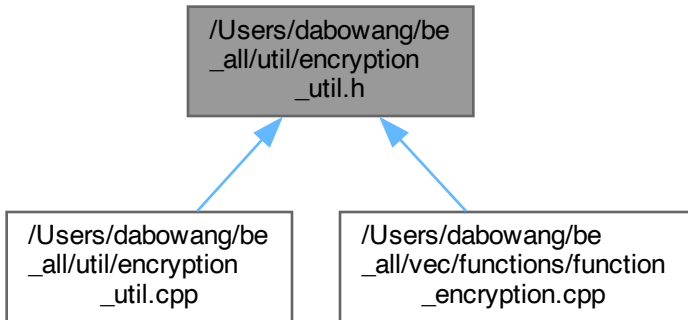 /Users/dabowang/be
_all/util/encryption
_util.h
/Users/dabowang/be
_all/util/encryption
_util.cpp
/Users/dabowang/be
_all/vec/functions/function
_encryption.cpp